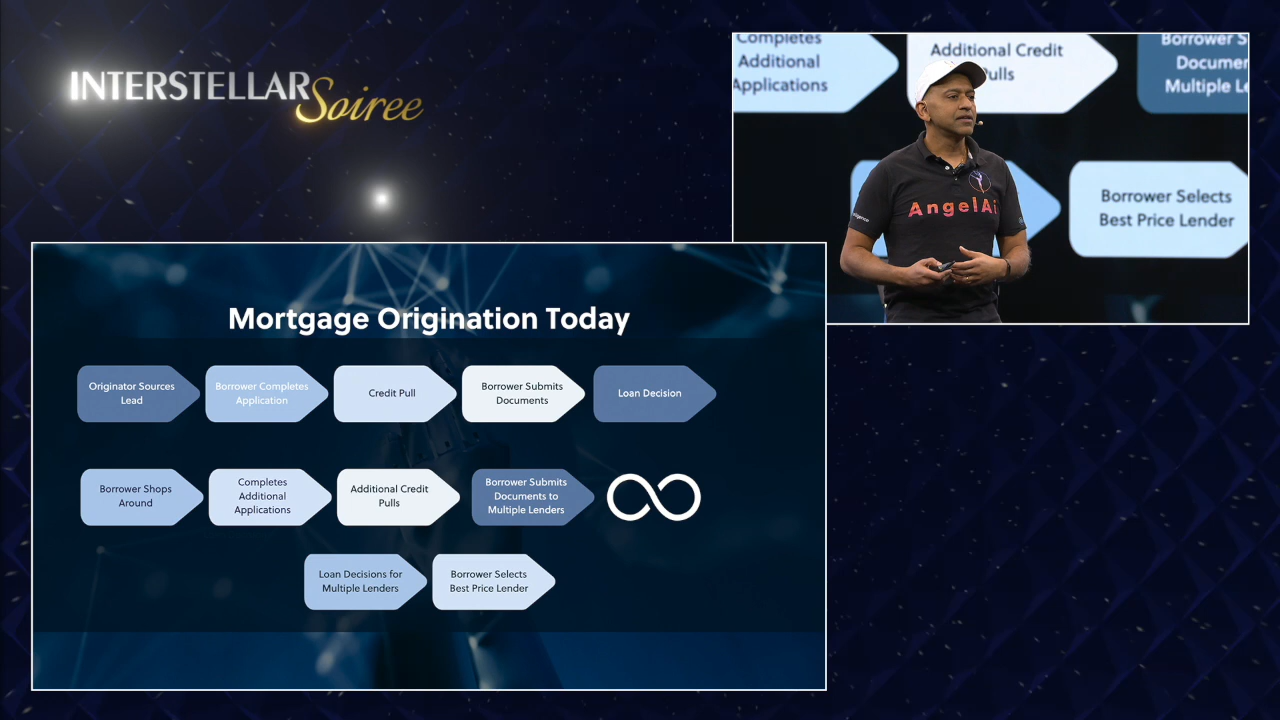 INTERSTELLAR Soiree
Completes
Additional
Applications
Additional Credit
Pulls
Borrower S
Documen
Multiple Le
Borrower Selects
Best Price Lender
AngelAi
Mortgage Origination Today
Originator Sources
Lead
Borrower Completes
Application
Credit Pull
Borrower Submits
Documents
Loan Decision
Borrower Shops
Around
Completes
Additional
Applications
Additional Credit
Pulls
Borrower Submits
Documents to
Multiple Lenders
Loan Decisions for
Multiple Lenders
Borrower Selects
Best Price Lender